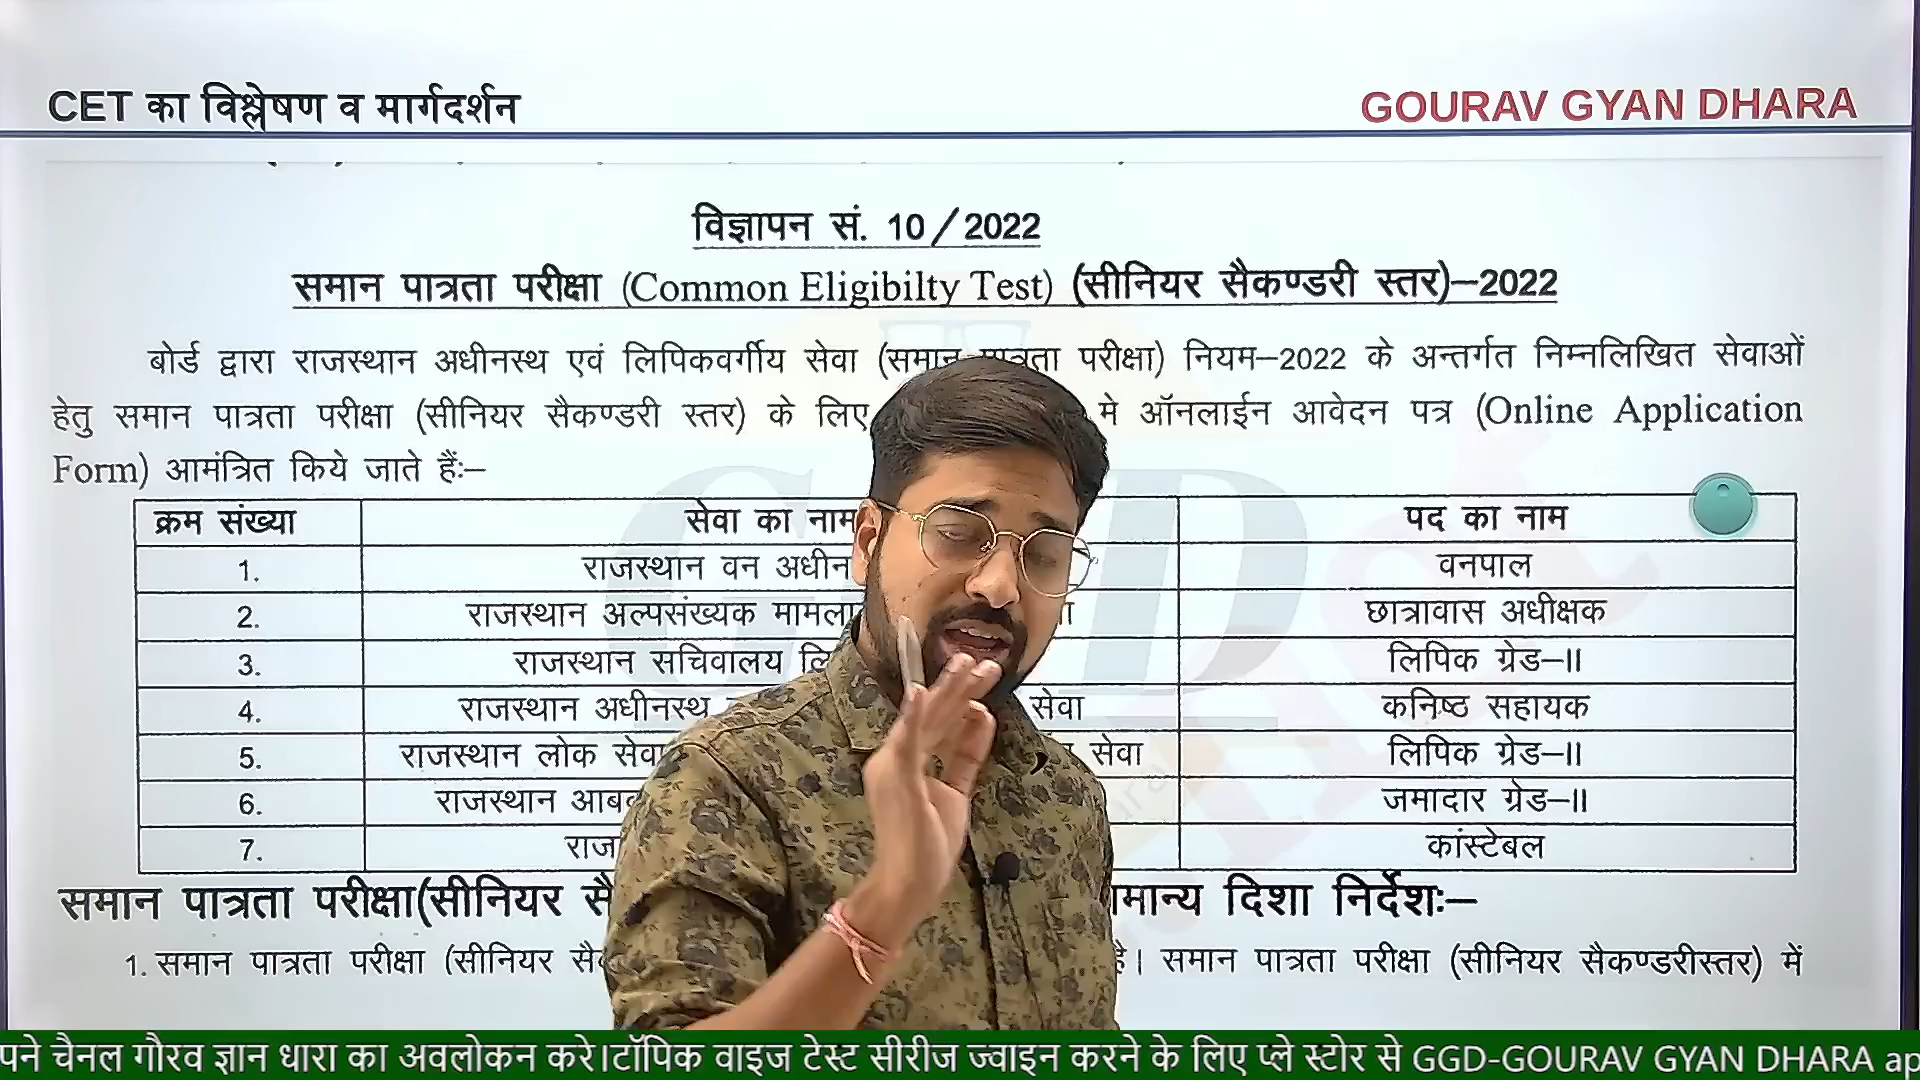 CET का विश्लेषण व मार्गदर्शन
GOURAV GYAN DHARA
विज्ञापन सं. 10/2022
समान पात्रता परीक्षा (Common Eligibilty Test) (सीनियर सैकण्डरी स्तर)–2022
बोर्ड द्वारा राजस्थान अधीनस्थ एवं लिपिकवर्गीय सेवा (समान पात्रता परीक्षा) नियम–2022 के अन्तर्गत निम्नलिखित सेवाओं
हेतु समान पात्रता परीक्षा (सीनियर सैकण्डरी स्तर) के लिए मे ऑनलाईन आवेदन पत्र (Online Application
Form) आमंत्रित किये जाते हैंः–
क्रम संख्या सेवा का नाम पद का नाम
1. राजस्थान वन वनपाल
2. राजस्थान अल्पसंख्यक छात्रावास अधीक्षक
3. राजस्थान सचिवालय लिपिक ग्रेड–II
4. राजस्थान अधीनस्थ सेवा कनिष्ठ सहायक
5. राजस्थान लोक सेवा सेवा लिपिक ग्रेड–II
6. राजस्थान जमादार ग्रेड–II
7. कांस्टेबल
समान पात्रता परीक्षा(सीनियर दिशा निर्देशः–
1. समान पात्रता परीक्षा (सीनियर है। समान पात्रता परीक्षा (सीनियर सैकण्डरीस्तर) में
चैनल गौरव ज्ञान धारा का अवलोकन करे।टॉपिक वाइज टेस्ट सीरीज ज्वाइन करने के लिए प्ले स्टोर से GGD-GOURAV GYAN DHARA